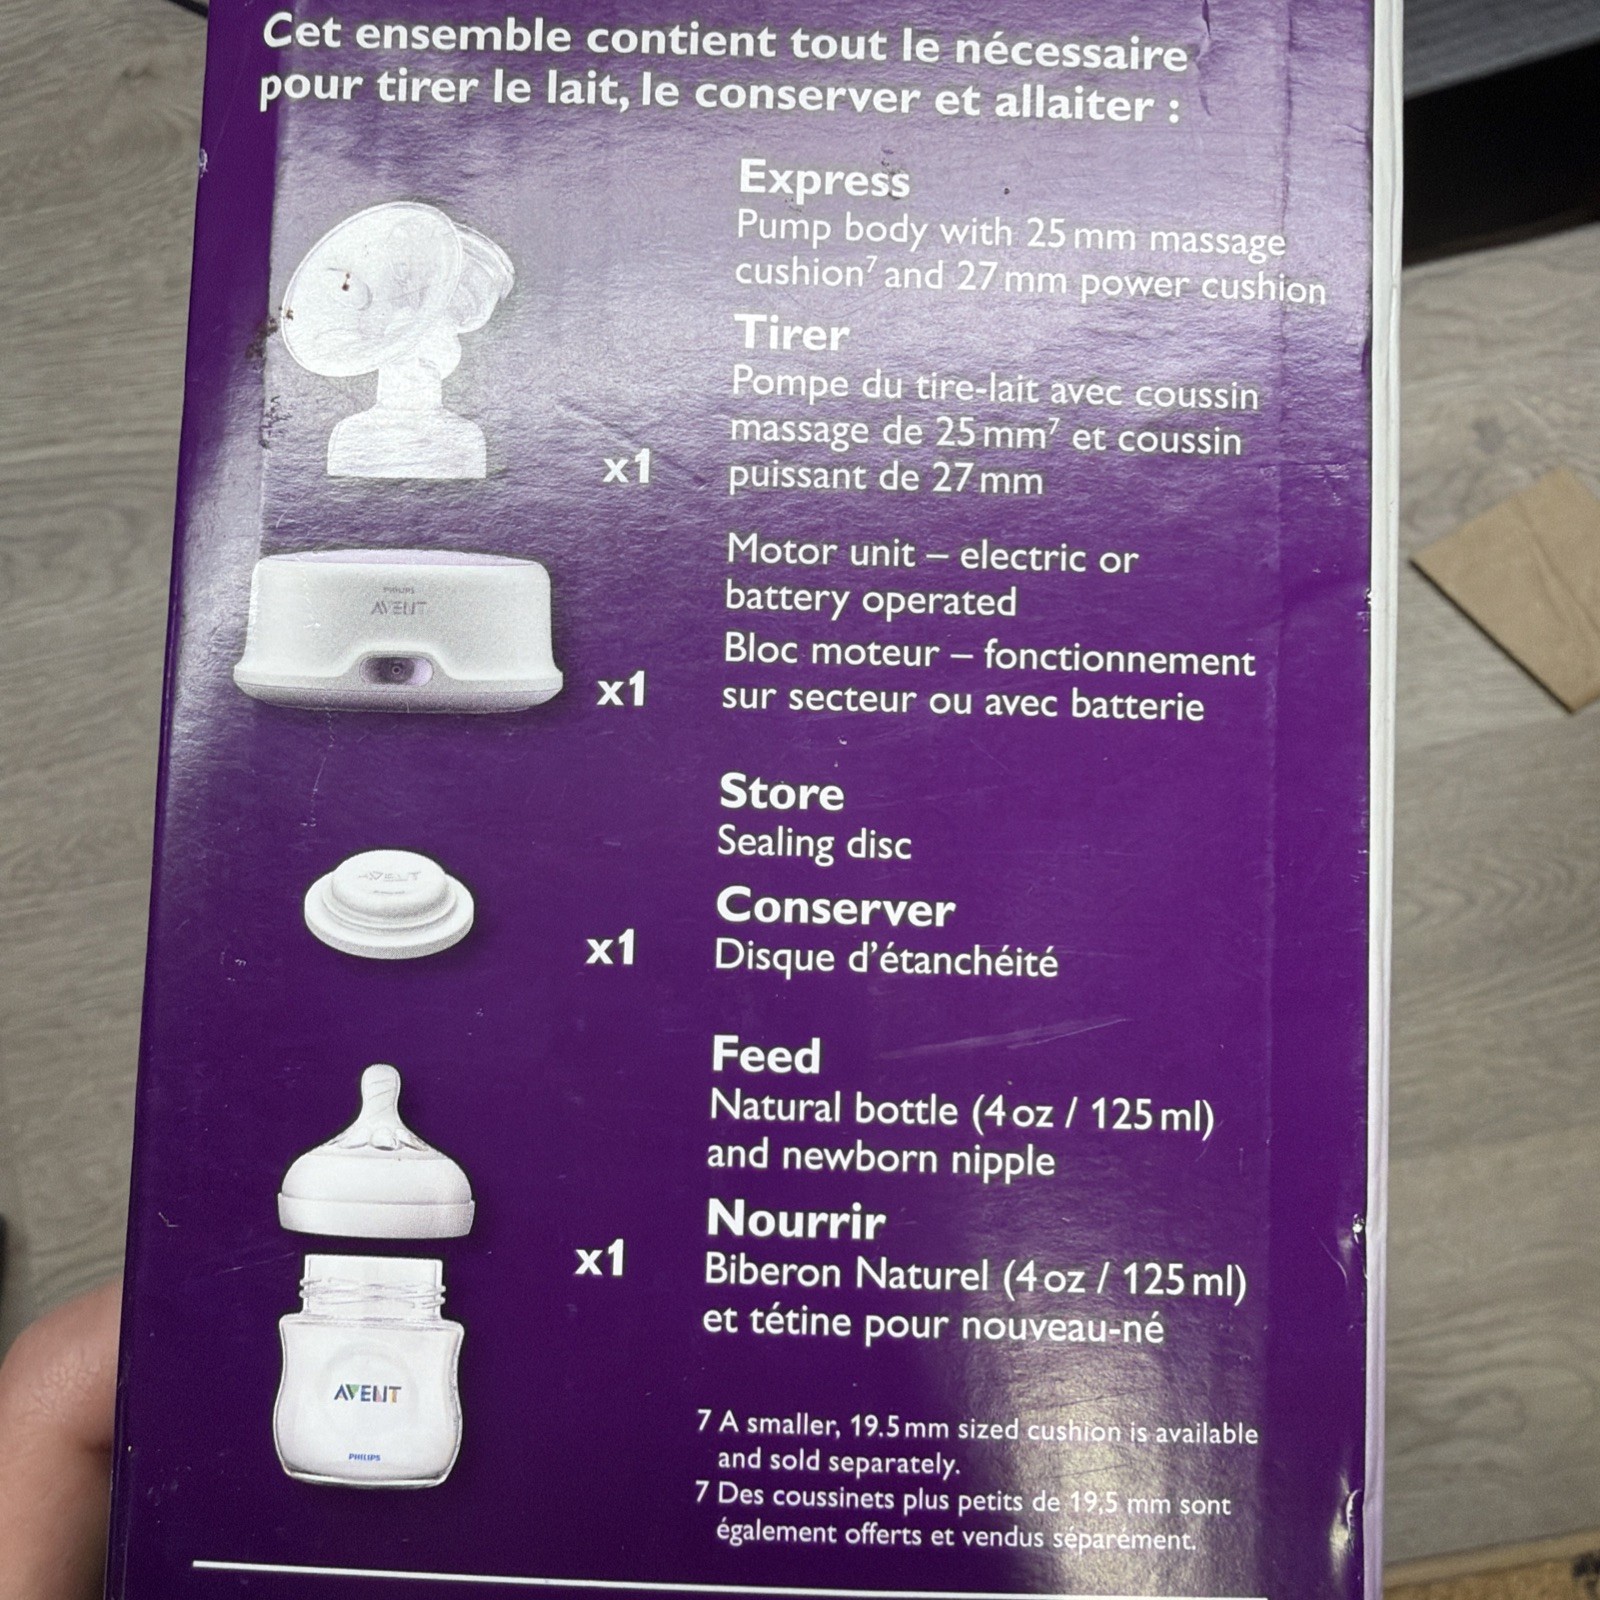 Cet ensemble contient tout le nécessaire
pour tirer le lait, le conserver et allaiter :
Express
Pump body with 25 mm massage
cushion⁷ and 27 mm power cushion
Tirer
Pompe du tire-lait avec coussin
massage de 25 mm⁷ et coussin
puissant de 27 mm
x1
Motor unit – electric or
battery operated
Bloc moteur – fonctionnement
sur secteur ou avec batterie
PHILIPS
AVENT
x1
Store
Sealing disc
Conserver
Disque d'étanchéité
AVENT
x1
Feed
Natural bottle (4 oz / 125 ml)
and newborn nipple
Nourrir
Biberon Naturel (4 oz / 125 ml)
et tétine pour nouveau-né
x1
AVENT
PHILIPS
7 A smaller, 19.5 mm sized cushion is available
and sold separately.
7 Des coussinets plus petits de 19,5 mm sont
également offerts et vendus séparément.